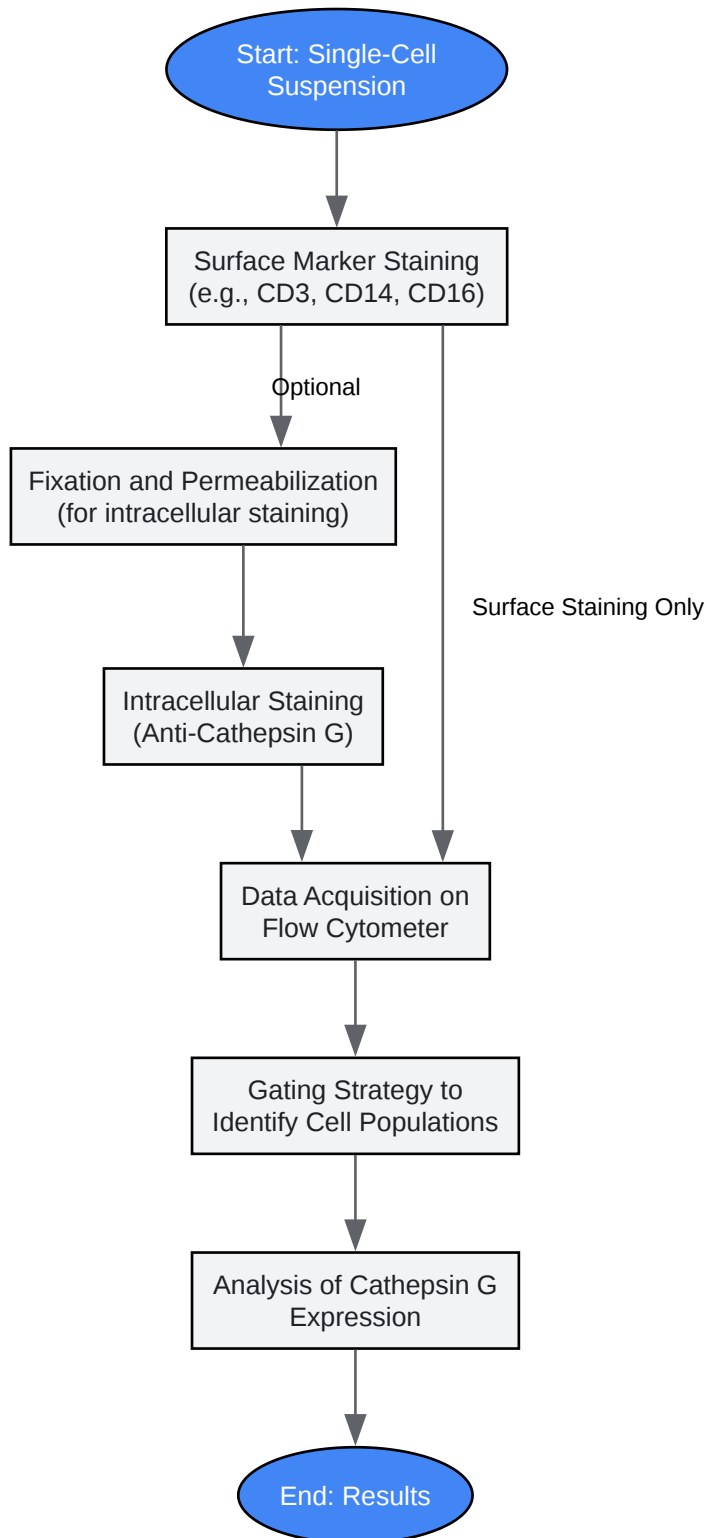 Start: Single-Cell
Suspension
Surface Marker Staining
(e.g., CD3, CD14, CD16)
Optional
Fixation and Permeabilization
(for intracellular staining)
Surface Staining Only
Intracellular Staining
(Anti-Cathepsin G)
Data Acquisition on
Flow Cytometer
Gating Strategy to
Identify Cell Populations
Analysis of Cathepsin G
Expression
End: Results